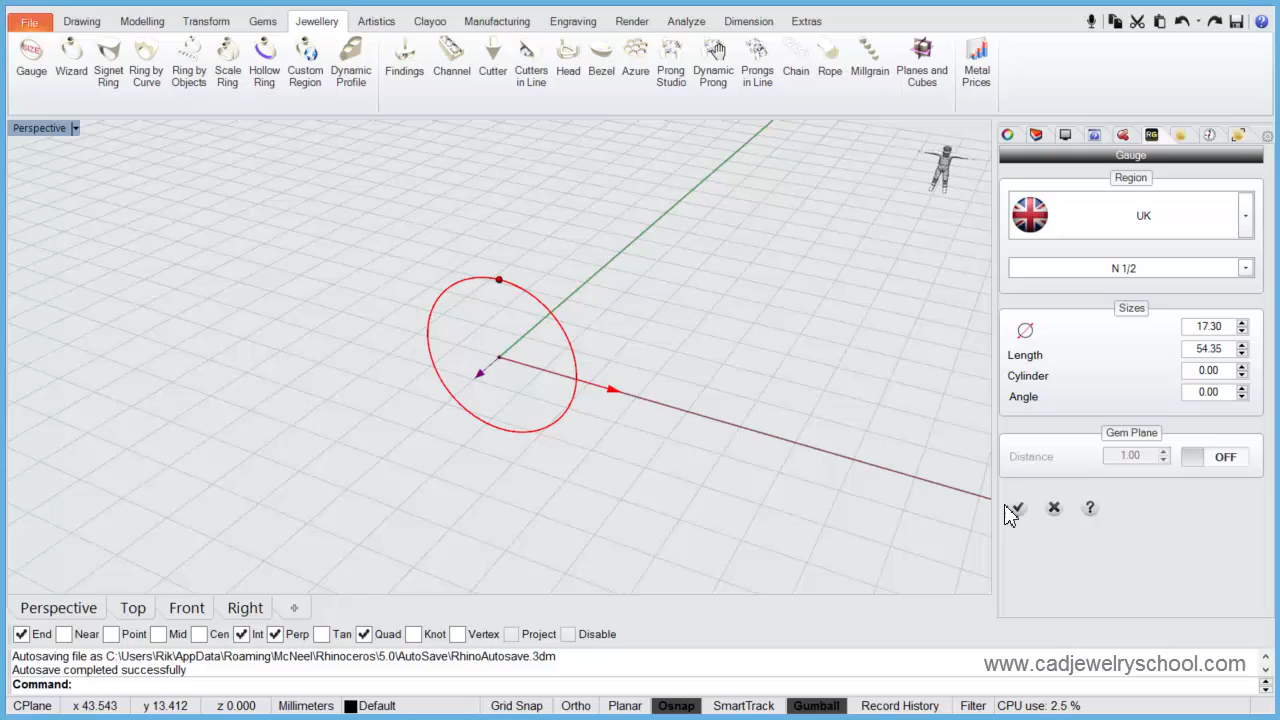 File Drawing Modelling Transform Gems Jewellery Artistics Clayoo Manufacturing Engraving Render Analyze Dimension Extras
SIZE
Gauge Wizard Signet Ring Ring by Curve Ring by Objects Scale Ring Hollow Ring Custom Region Dynamic Profile Findings Channel Cutter Cutters in Line Head Bezel Azure Prong Studio Dynamic Prong Prongs in Line Chain Rope Millgrain Planes and Cubes Metal Prices
Perspective
RG
Gauge
Region
UK
N 1/2
Sizes
17.30
Length 54.35
Cylinder 0.00
Angle 0.00
Gem Plane
Distance 1.00 OFF
Perspective Top Front Right
End Near Point Mid Cen Int Perp Tan Quad Knot Vertex Project Disable
Autosaving file as C:\Users\Rik\AppData\Roaming\McNeel\Rhinoceros\5.0\AutoSave\RhinoAutosave.3dm
Autosave completed successfully
www.cadjewelryschool.com
Command:
CPlane x 43.543 y 13.412 z 0.000 Millimeters Default Grid Snap Ortho Planar Osnap SmartTrack Gumball Record History Filter CPU use: 2.5 %